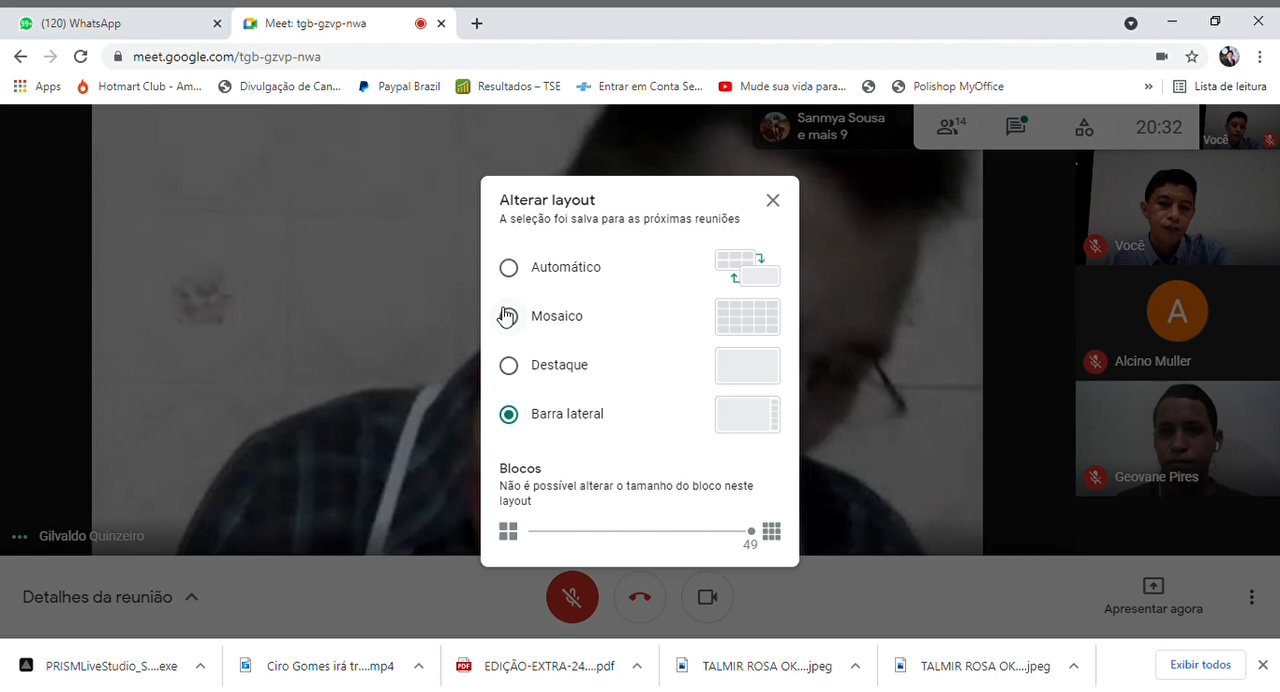 (120) WhatsApp
Meet: tgb-gzvp-nwa
meet.google.com/tgb-gzvp-nwa
Apps
Hotmart Club - Am...
Divulgação de Can...
Paypal Brazil
Resultados – TSE
Entrar em Conta Se...
Mude sua vida para...
Polishop MyOffice
»
Lista de leitura
Sanmya Sousa
e mais 9
14
20:32
Você
Alterar layout
A seleção foi salva para as próximas reuniões
Automático
Mosaico
Destaque
Barra lateral
Blocos
Não é possível alterar o tamanho do bloco neste
layout
49
Você
A
Alcino Muller
Geovane Pires
Gilvaldo Quinzeiro
Detalhes da reunião
Apresentar agora
PRISMLiveStudio_S....exe
Ciro Gomes irá tr....mp4
PDF
EDIÇÃO-EXTRA-24....pdf
TALMIR ROSA OK....jpeg
TALMIR ROSA OK....jpeg
Exibir todos